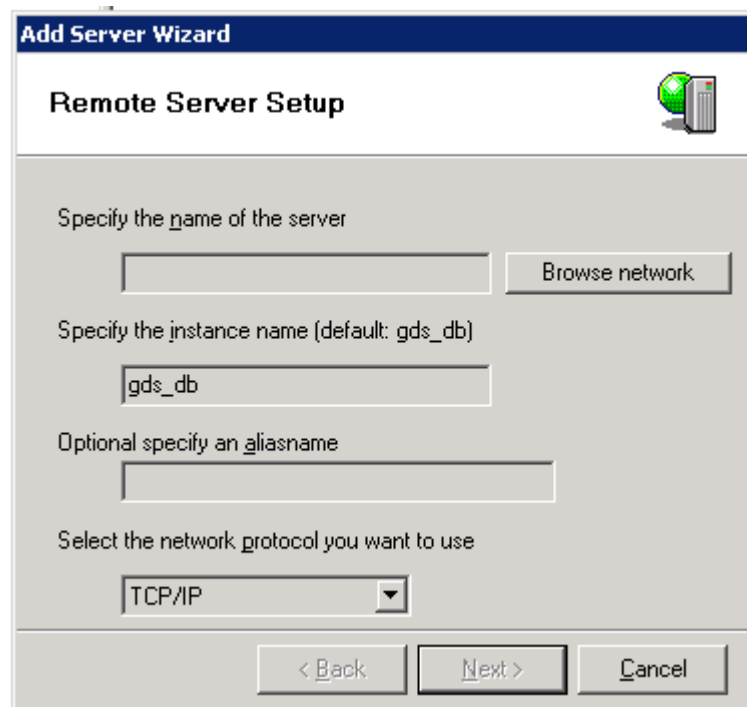 Add Server Wizard
Remote Server Setup
Specify the name of the server
Browse network
Specify the instance name (default: gds_db)
gds_db
Optional specify an aliasname
Select the network protocol you want to use
TCP/IP
< Back
Next >
Cancel